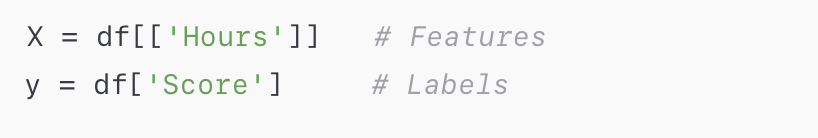 X = df[['Hours']]   # Features
y = df['Score']     # Labels